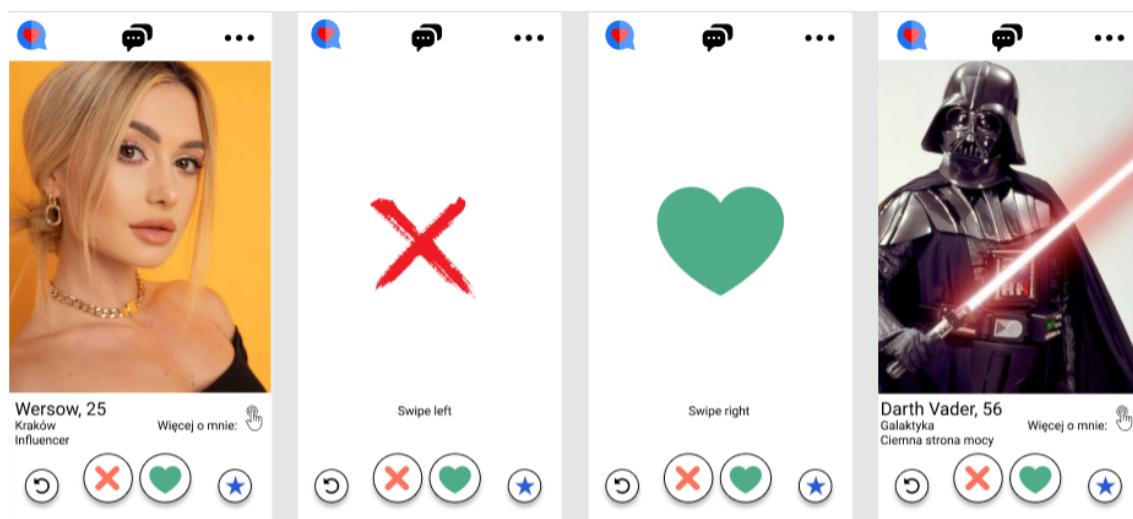 Wersow, 25
Kraków
Influencer
Więcej o mnie:
Swipe left
Swipe right
Darth Vader, 56
Galaktyka
Ciemna strona mocy
Więcej o mnie: